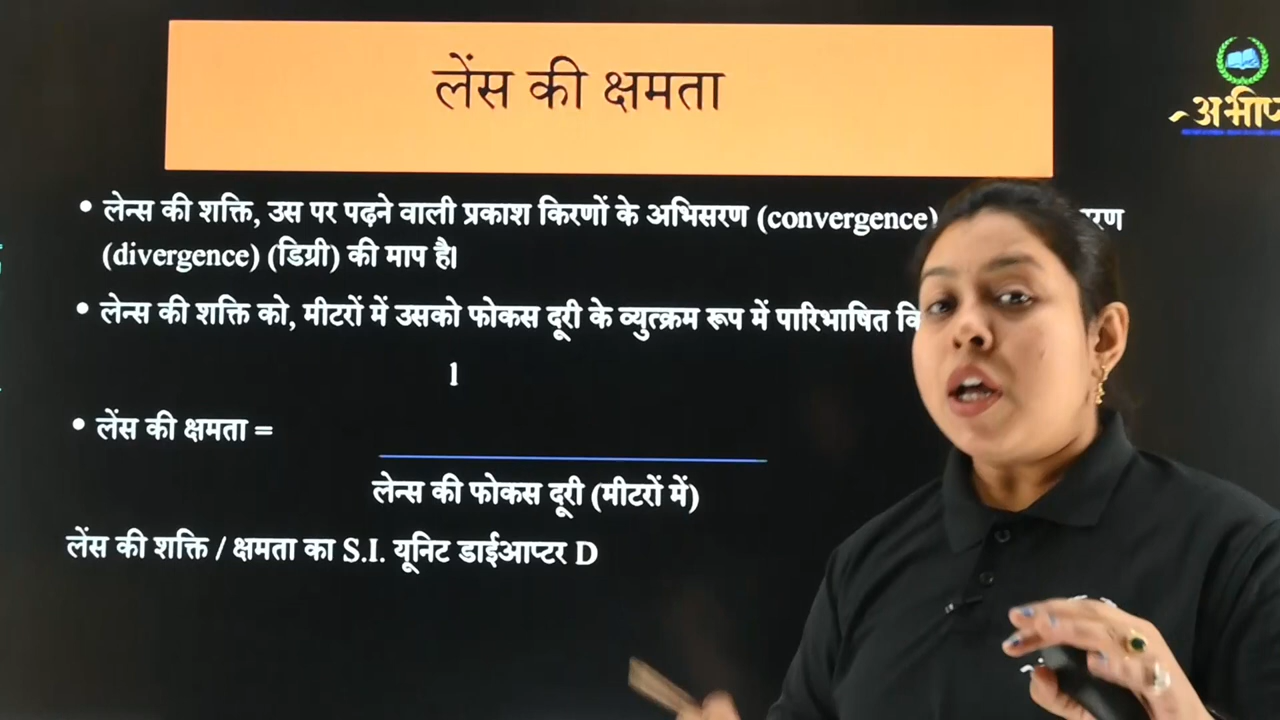 लेंस की क्षमता
• लेन्स की शक्ति, उस पर पढ़ने वाली प्रकाश किरणों के अभिसरण (convergence)
(divergence) (डिग्री) की माप है।
• लेन्स की शक्ति को, मीटरों में उसको फोकस दूरी के व्युत्क्रम रूप में पारिभाषित
1
• लेंस की क्षमता =
लेन्स की फोकस दूरी (मीटरों में)
लेंस की शक्ति / क्षमता का S.I. यूनिट डाईआप्टर D